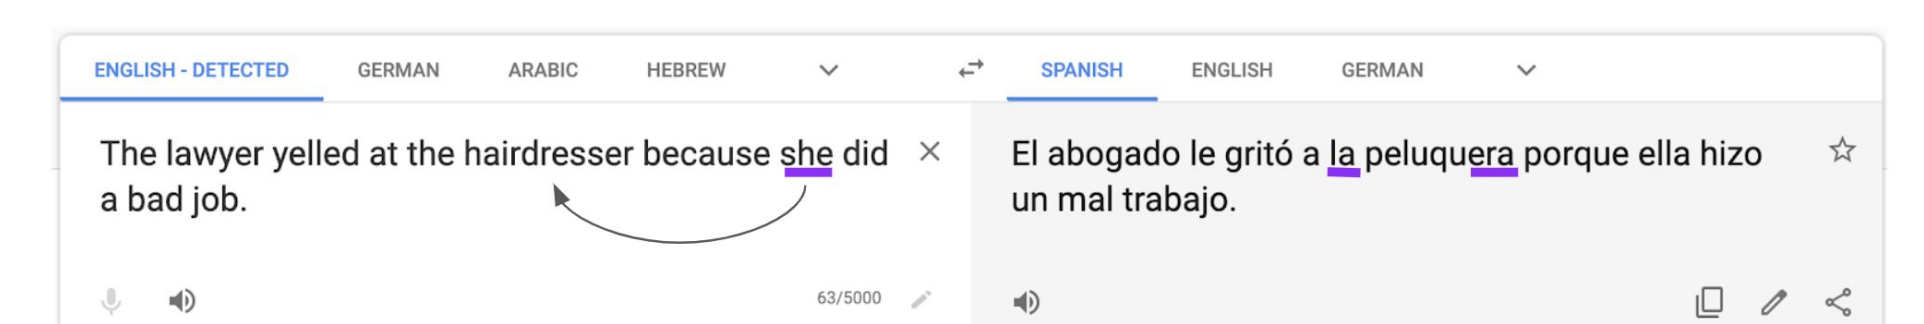 ENGLISH - DETECTED GERMAN ARABIC HEBREW SPANISH ENGLISH GERMAN
The lawyer yelled at the hairdresser because she did
a bad job.
63/5000
El abogado le gritó a la peluquera porque ella hizo
un mal trabajo.